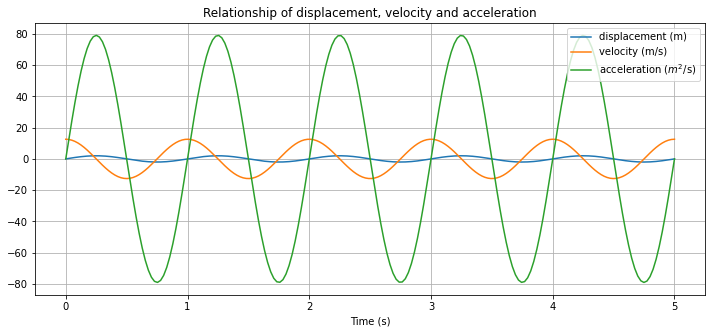 Relationship of displacement, velocity and acceleration
displacement (m)
velocity (m/s)
acceleration (m²/s)
80
60
40
20
0
−20
−40
−60
−80
0 1 2 3 4 5
Time (s)